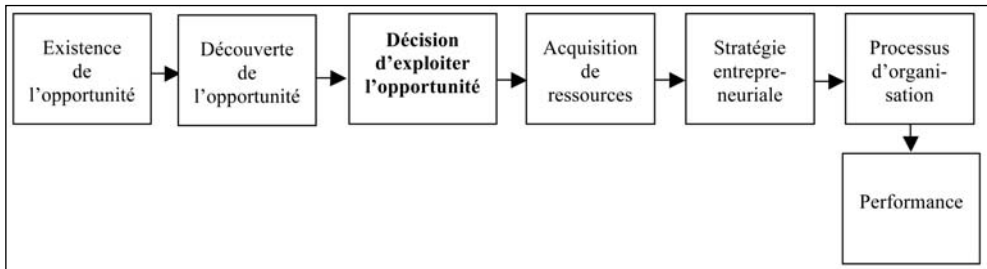 Existence
de
l'opportunité
Découverte
de
l'opportunité
Décision
d'exploiter
l'opportunité
Acquisition
de
ressources
Stratégie
entrepre-
neuriale
Processus
d'organi-
sation
Performance